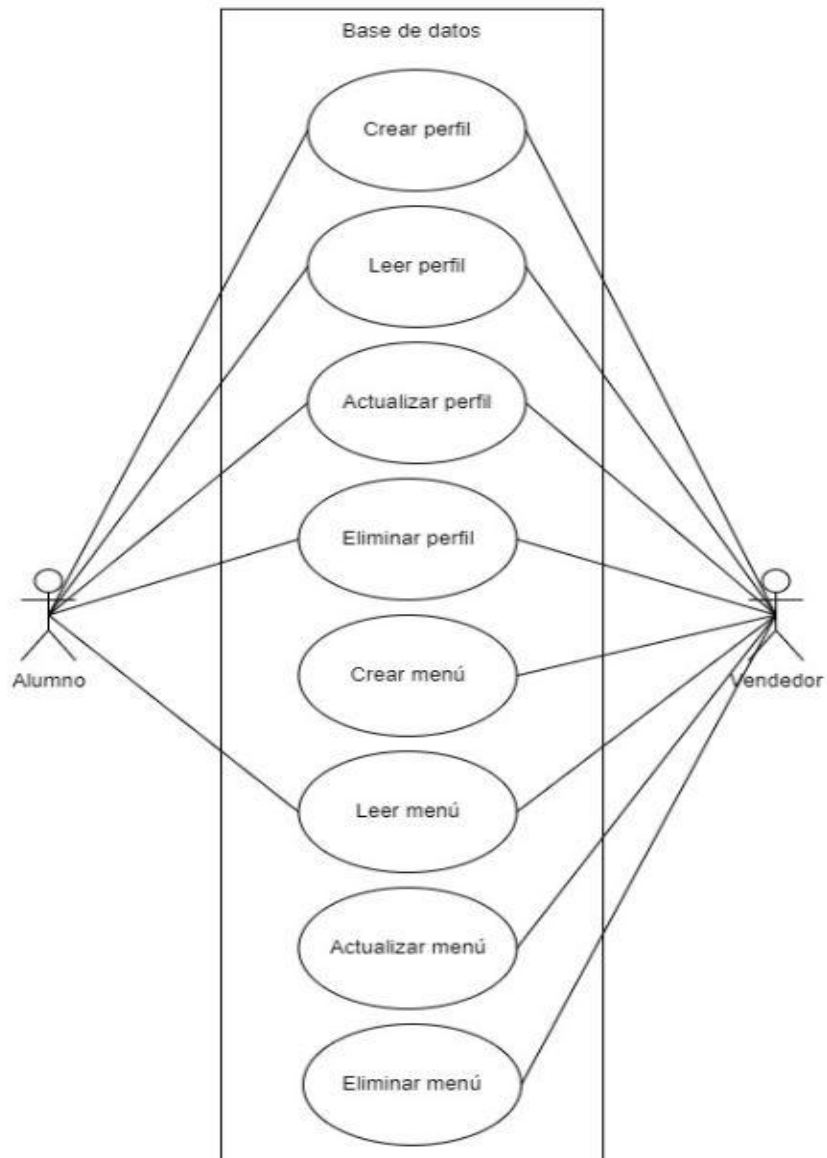 Base de datos
Crear perfil
Leer perfil
Actualizar perfil
Eliminar perfil
Crear menú
Alumno
Vendedor
Leer menú
Actualizar menú
Eliminar menú